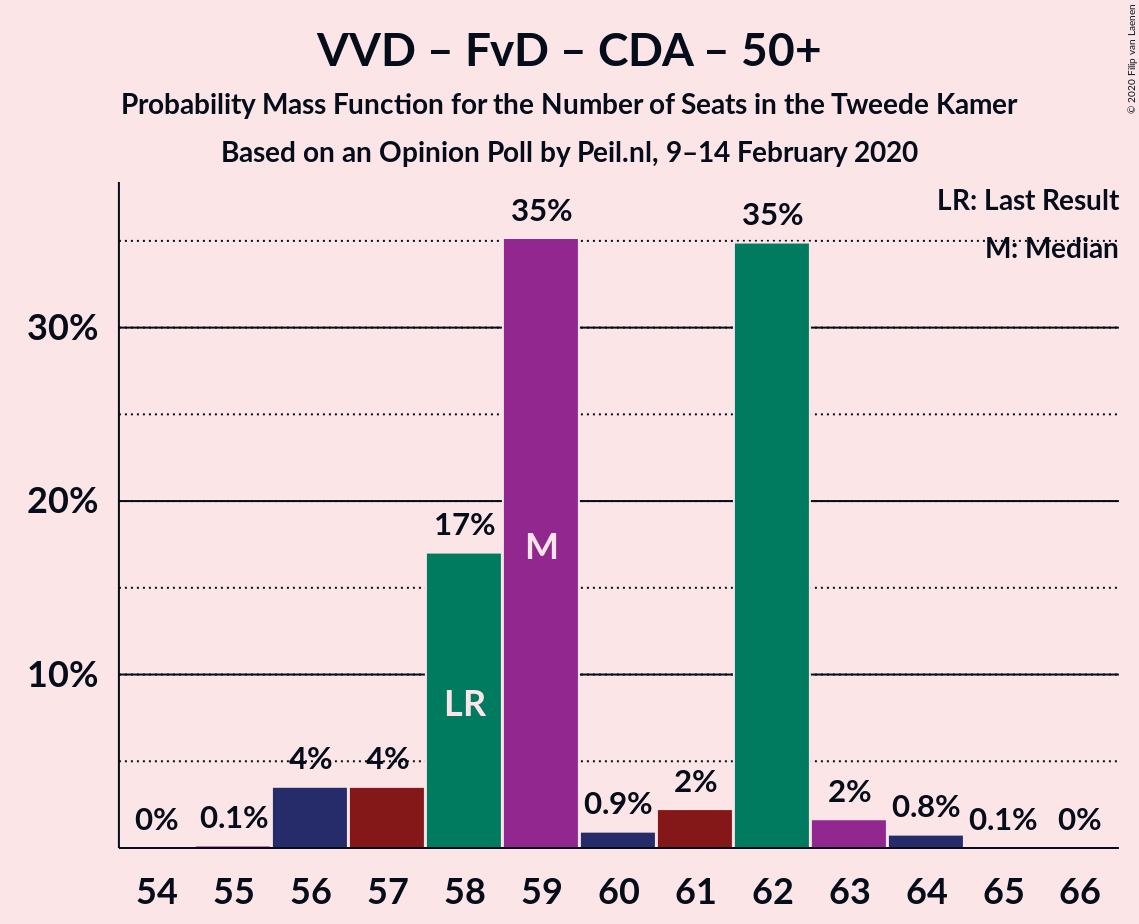 VVD – FvD – CDA – 50+
Probability Mass Function for the Number of Seats in the Tweede Kamer
Based on an Opinion Poll by Peil.nl, 9–14 February 2020
© 2020 Filip van Laenen
LR: Last Result
M: Median
30%
20%
10%
0%
0.1%
4%
4%
17%
35%
0.9%
2%
35%
2%
0.8%
0.1%
0%
LR
M
54 55 56 57 58 59 60 61 62 63 64 65 66